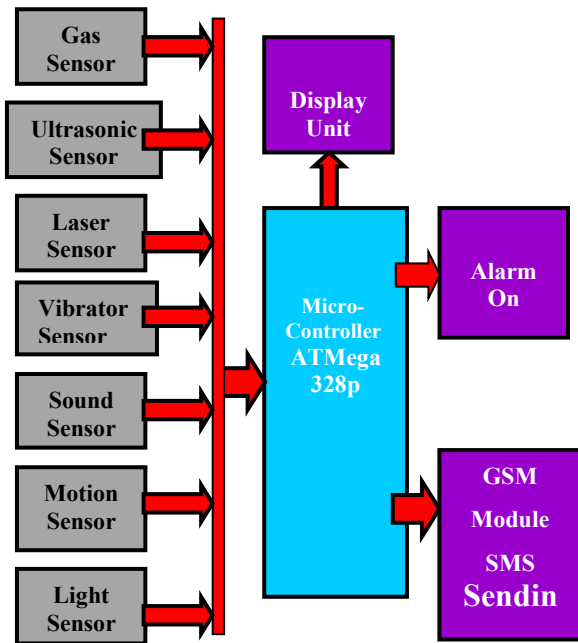 Gas
Sensor
Ultrasonic
Sensor
Laser
Sensor
Vibrator
Sensor
Sound
Sensor
Motion
Sensor
Light
Sensor
Display
Unit
Micro-
Controller
ATMega
328p
Alarm
On
GSM
Module
SMS
Sendin